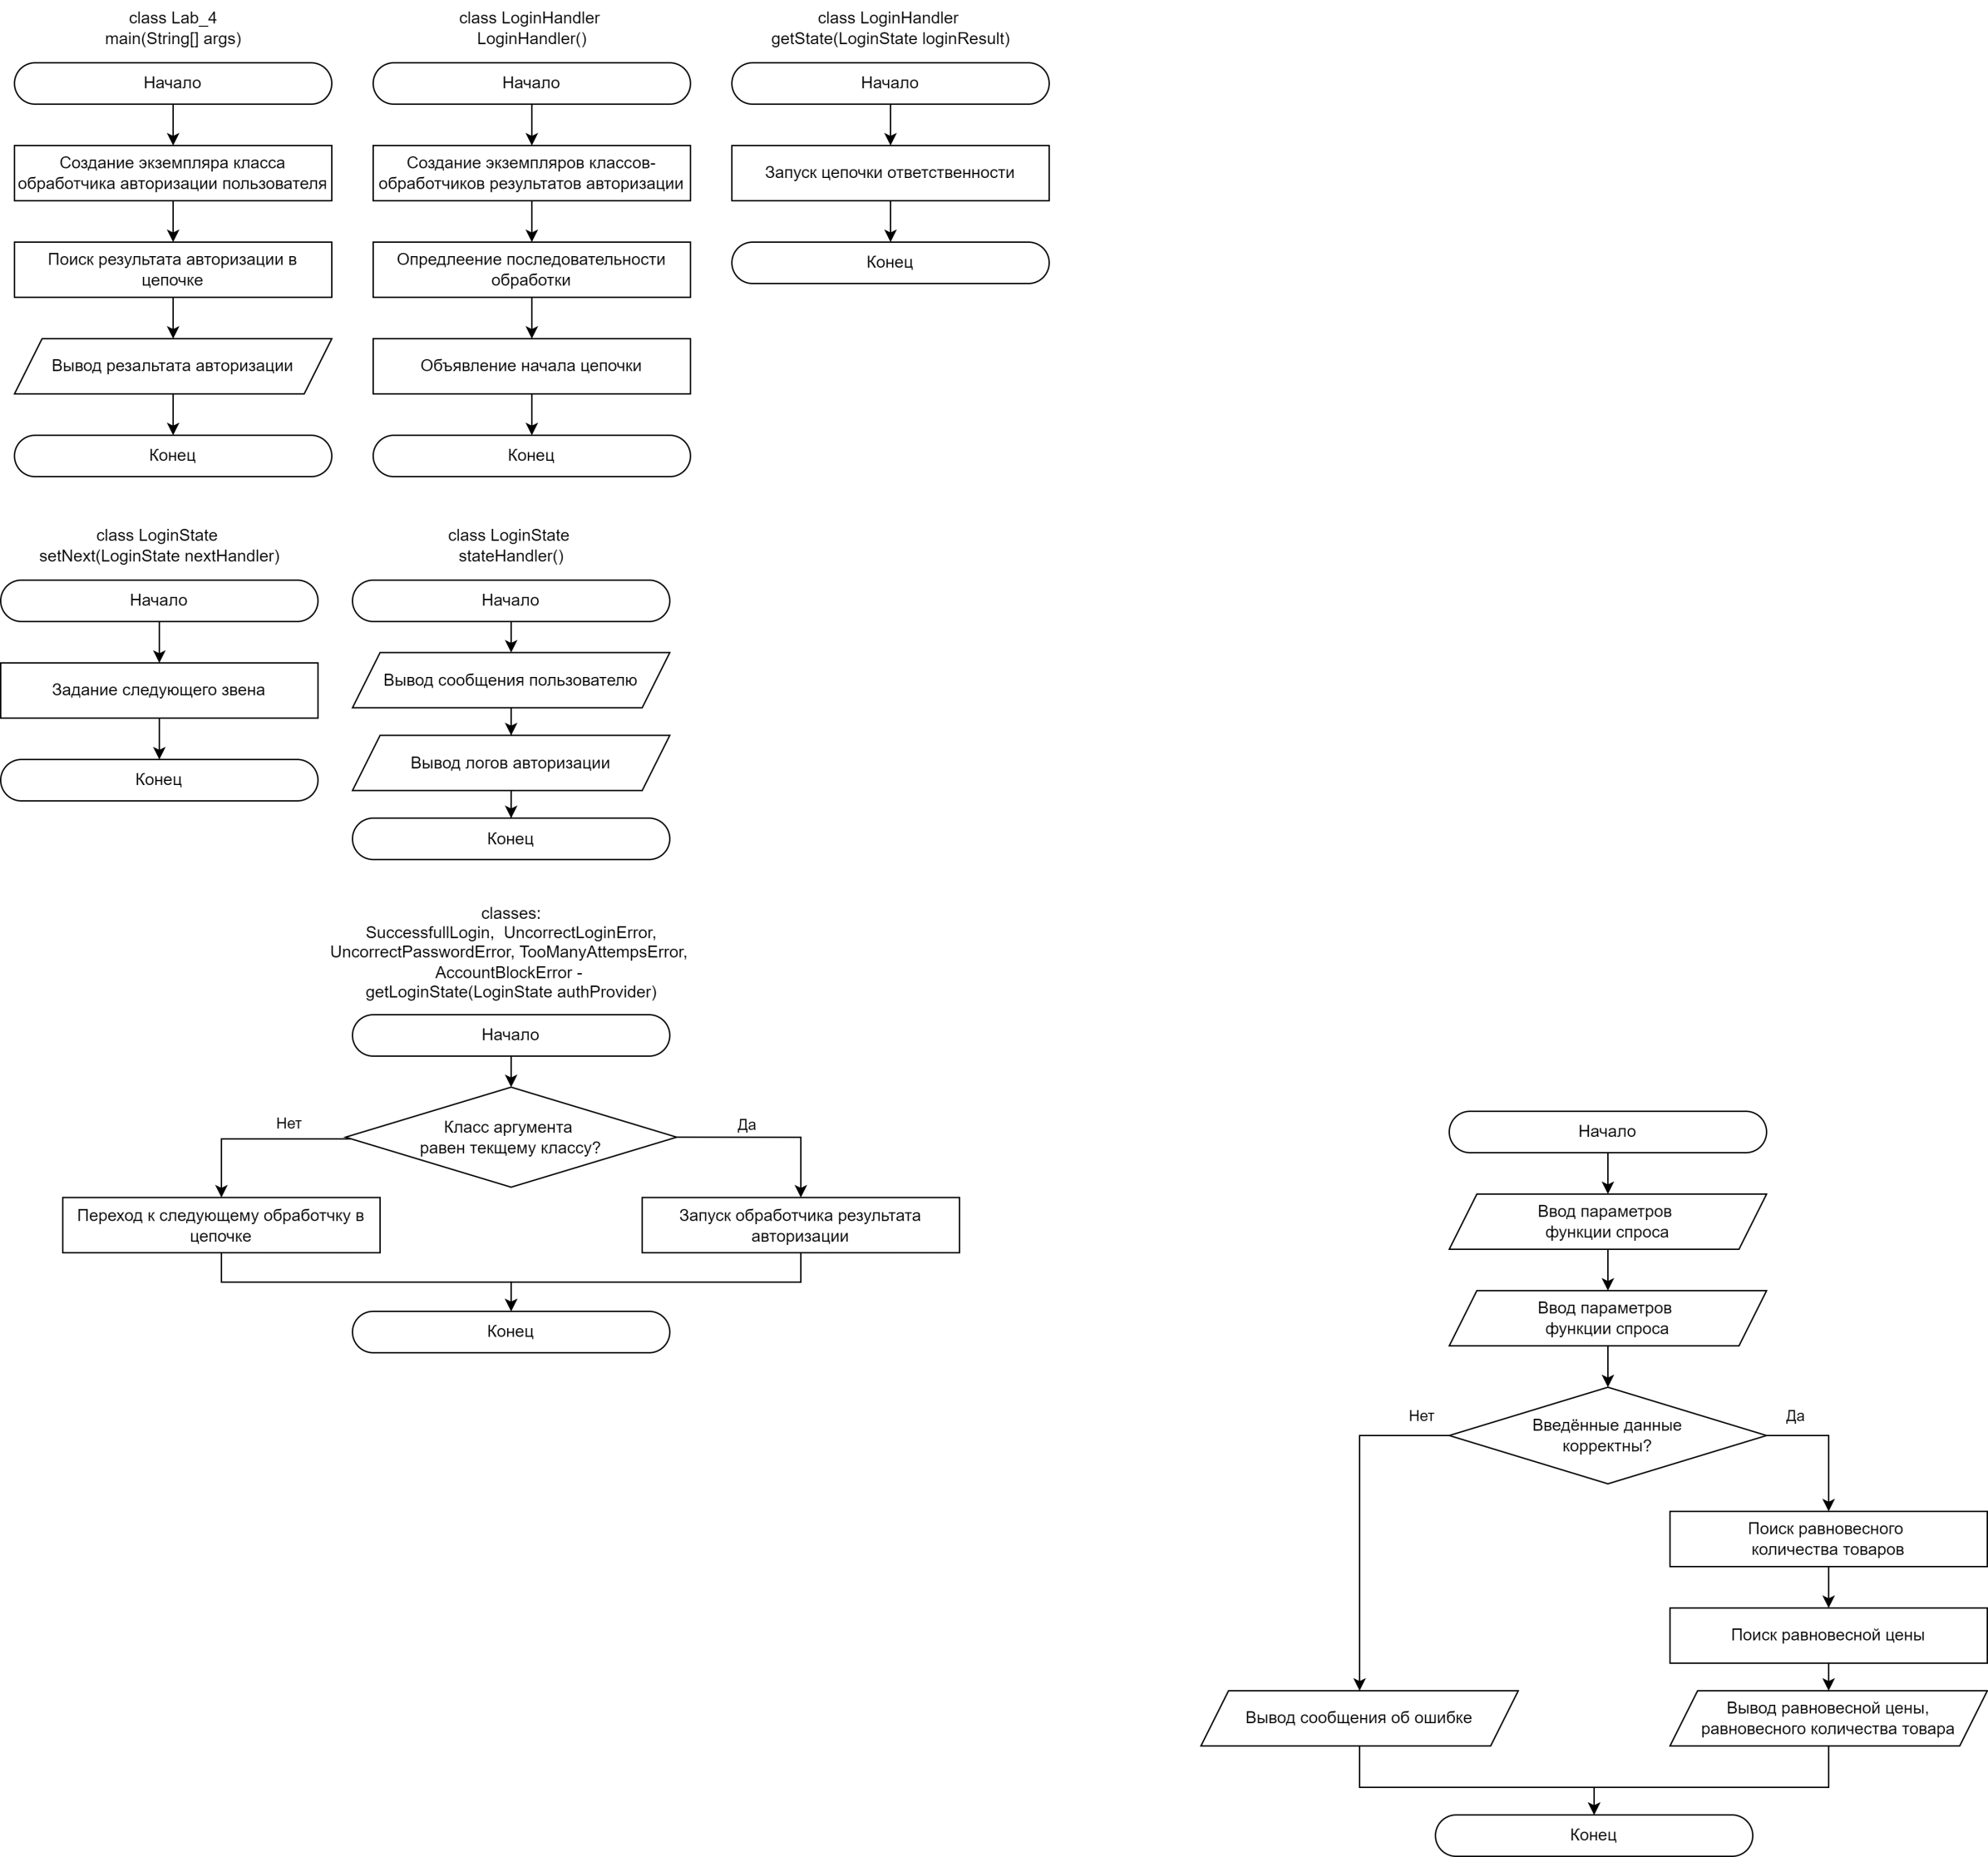 class Lab_4
main(String[] args)
Начало
Создание экземпляра класса
обработчика авторизации пользователя
Поиск результата авторизации в
цепочке
Вывод резальтата авторизации
Конец
class LoginHandler
LoginHandler()
Начало
Создание экземпляров классов-
обработчиков результатов авторизации
Опредлеение последовательности
обработки
Объявление начала цепочки
Конец
class LoginHandler
getState(LoginState loginResult)
Начало
Запуск цепочки ответственности
Конец
class LoginState
setNext(LoginState nextHandler)
Начало
Задание следующего звена
Конец
class LoginState
stateHandler()
Начало
Вывод сообщения пользователю
Вывод логов авторизации
Конец
classes:
SuccessfullLogin, UncorrectLoginError,
UncorrectPasswordError, TooManyAttempsError,
AccountBlockError -
getLoginState(LoginState authProvider)
Начало
Класс аргумента
равен текщему классу?
Нет
Да
Переход к следующему обработчку в
цепочке
Запуск обработчика результата
авторизации
Конец
Начало
Ввод параметров
функции спроса
Ввод параметров
функции спроса
Введённые данные
корректны?
Нет
Да
Поиск равновесного
количества товаров
Поиск равновесной цены
Вывод сообщения об ошибке
Вывод равновесной цены,
равновесного количества товара
Конец